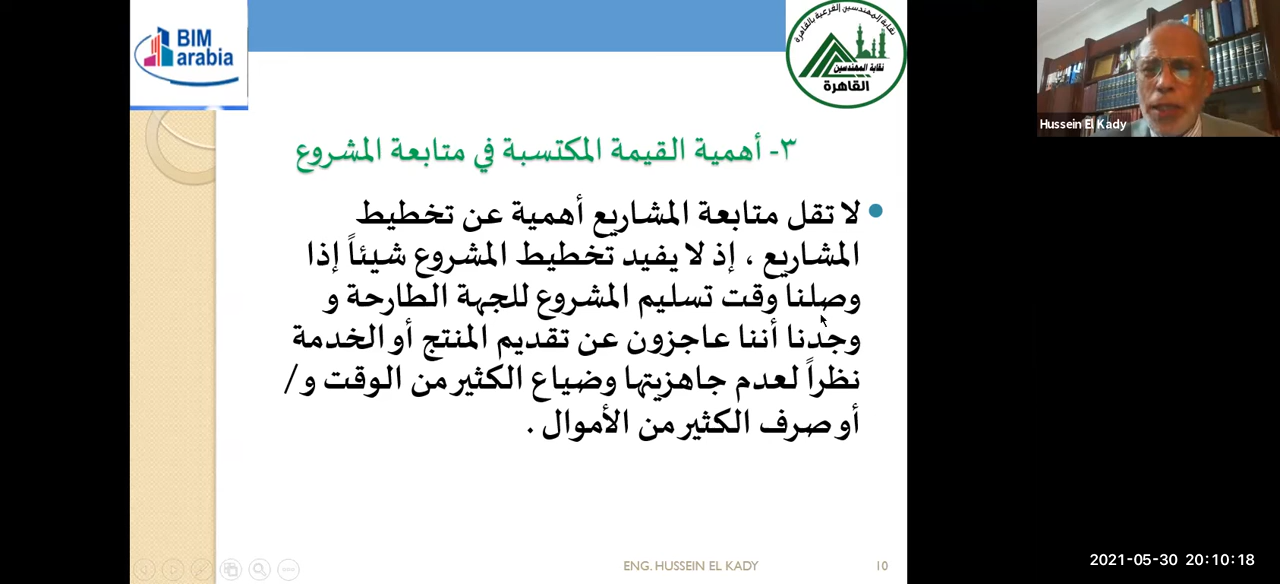 BIM
arabia
نقابة المهندسين الفرعية بالقاهرة
نقابة المهندسين
القاهرة
Hussein El Kady
٣- أهمية القيمة المكتسبة في متابعة المشروع
لا تقل متابعة المشاريع أهمية عن تخطيط
المشاريع ، إذ لا يفيد تخطيط المشروع شيئاً إذا
وصلنا وقت تسليم المشروع للجهة الطارحة و
وجدنا أننا عاجزون عن تقديم المنتج أو الخدمة
نظراً لعدم جاهزيتها وضياع الكثير من الوقت و/
أو صرف الكثير من الأموال .
ENG. HUSSEIN EL KADY
10
2021-05-30 20:10:18